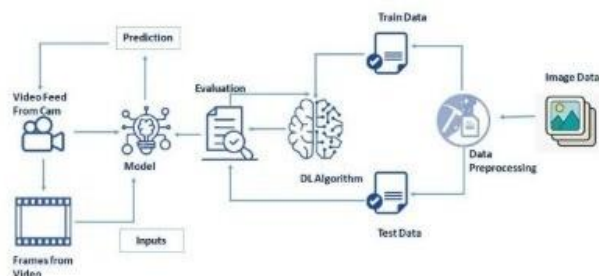 Prediction
Train Data
Video Feed
From Cam
Evaluation
Image Data
Model
DL Algorithm
Data
Preprocessing
Inputs
Test Data
Frames from
Video